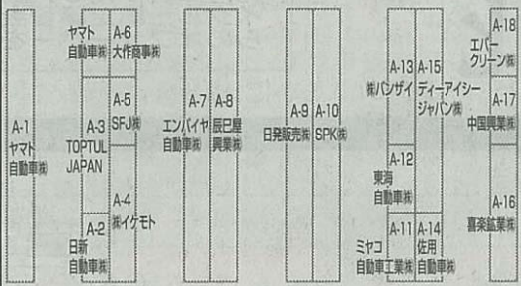 A-1
ヤマト
自動車㈱
ヤマト
自動車㈱
A-3
TOPTUL
JAPAN
A-2
日新
自動車㈱
A-6
大作商事㈱
A-5
SFJ㈱
A-4
㈱イケモト
A-7
エンパイヤ
自動車㈱
A-8
辰巳屋
興業㈱
A-9
日発販売㈱
A-10
SPK㈱
A-13
㈱バンザイ
A-12
東海
自動車㈱
A-11
ミヤコ
自動車工業㈱
A-15
ディーアイシー
ジャパン㈱
A-14
佐用
自動車㈱
A-18
エバー
クリーン㈱
A-17
中国興業㈱
A-16
喜楽鉱業㈱